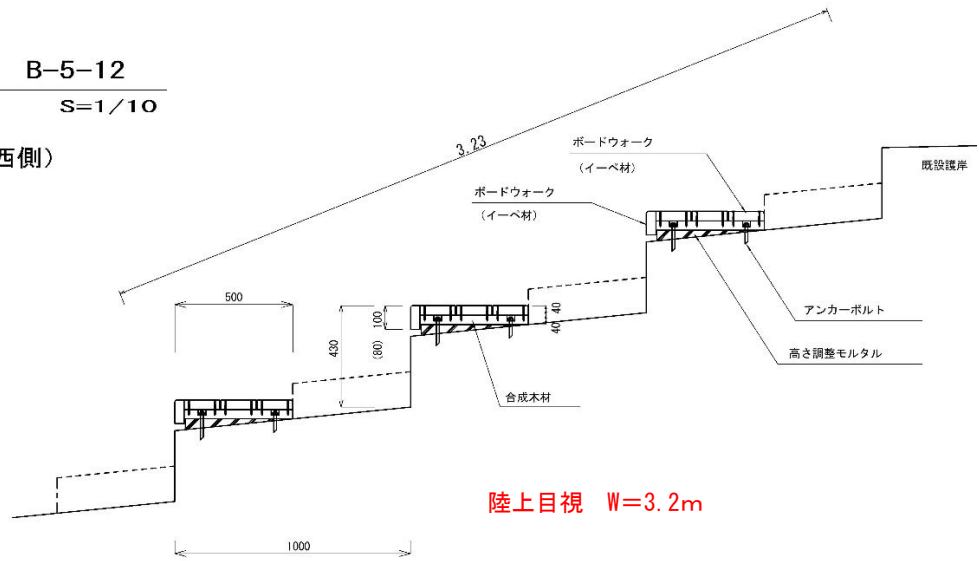 B-5-12
S=1/10
西側）
3.23
ボードウォーク
（イーペ材）
既設護岸
ボードウォーク
（イーペ材）
500
アンカーボルト
430
100
(80)
40
40
高さ調整モルタル
合成木材
陸上目視　W=3.2m
1000